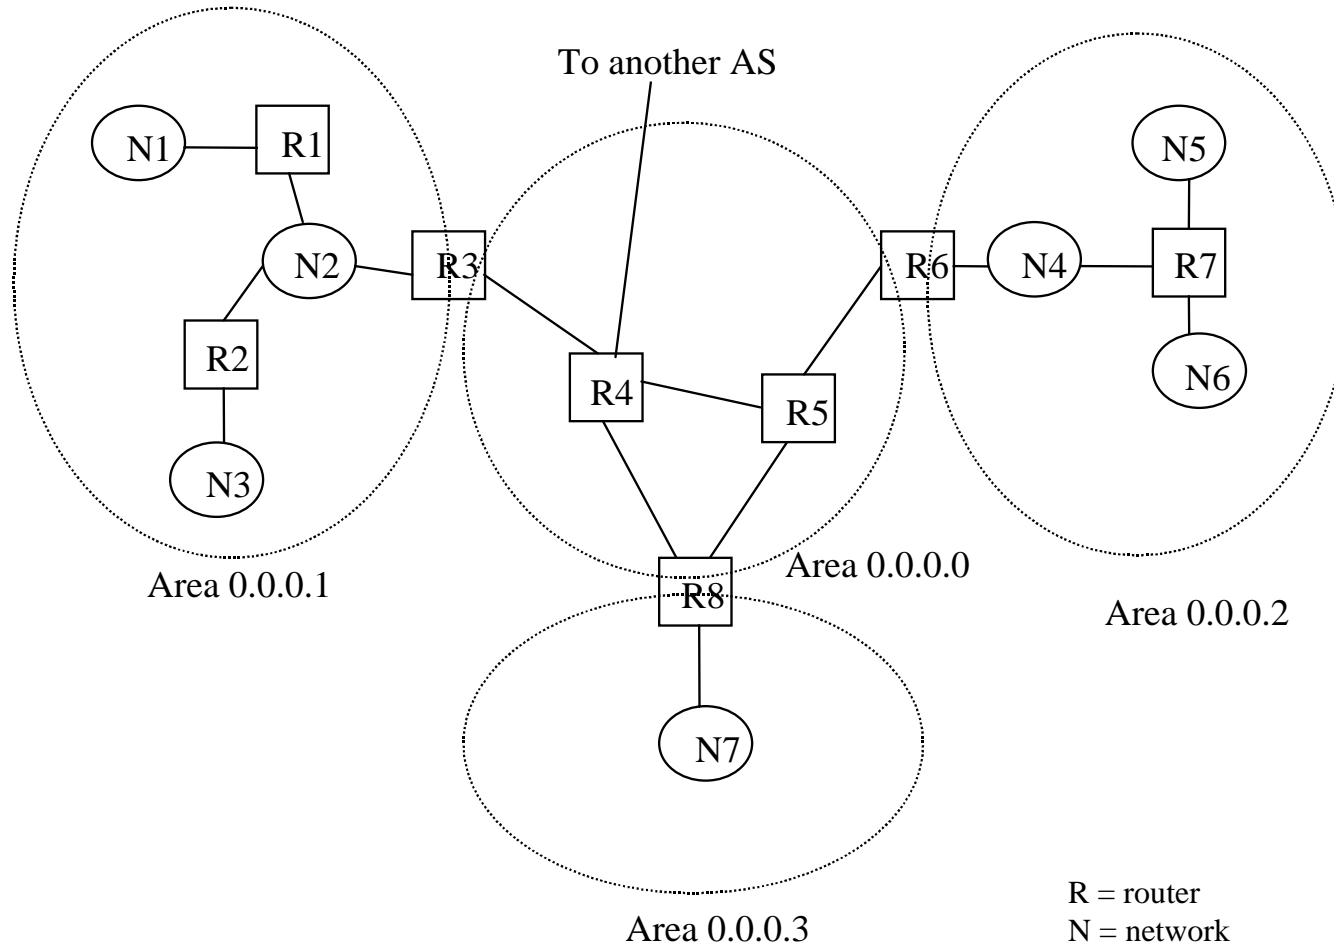 To another AS
N1
R1
N5
N2
R3
R6
N4
R7
R2
R4
R5
N6
N3
Area 0.0.0.1
Area 0.0.0.0
R8
Area 0.0.0.2
N7
R = router
Area 0.0.0.3
N = network